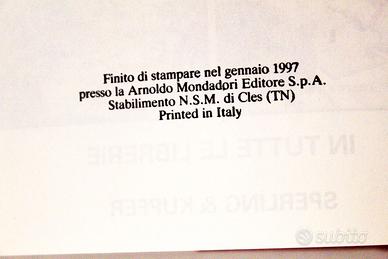 Finito di stampare nel gennaio 1997
presso la Arnoldo Mondadori Editore S.p.A.
Stabilimento N.S.M. di Cles (TN)
Printed in Italy
IN TUTTE LE LIBRERIE
SPERLING & KUPFER
subito